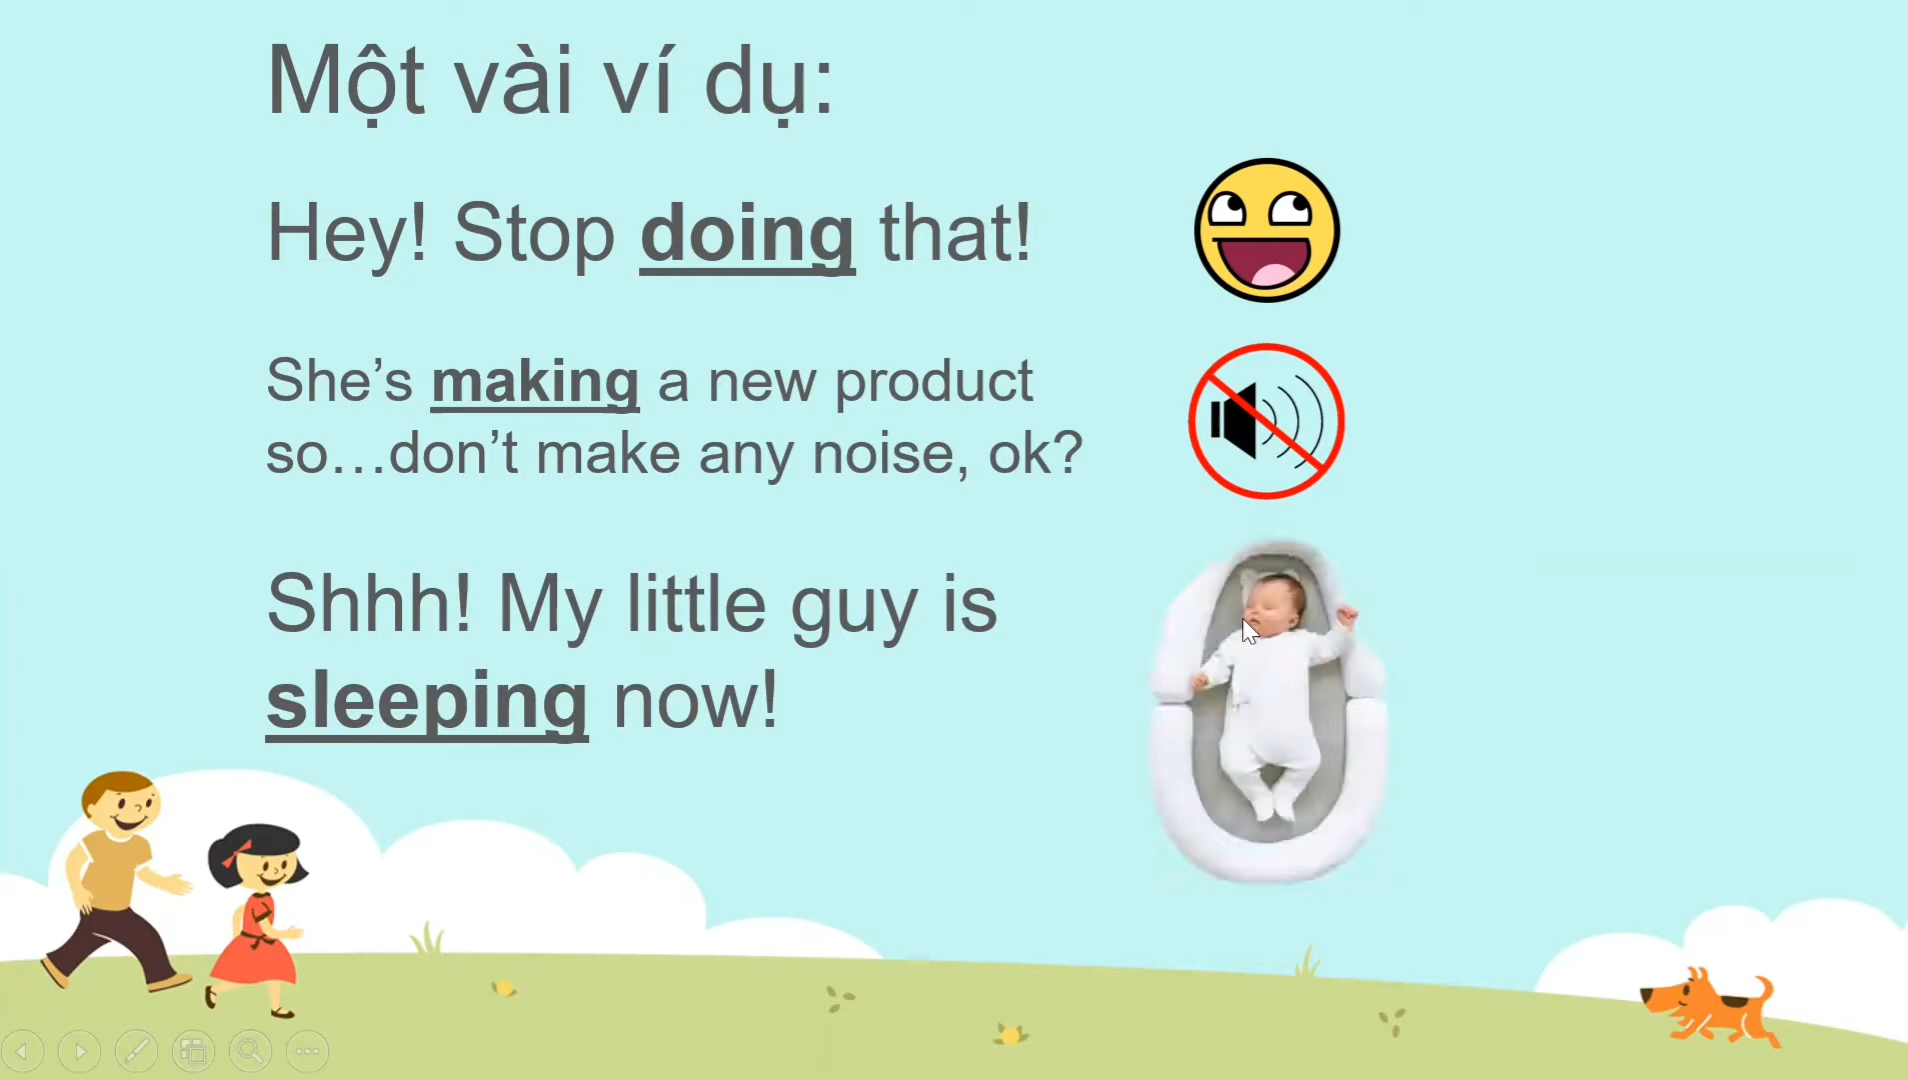 Một vài ví dụ:
Hey! Stop doing that!
She’s making a new product
so…don’t make any noise, ok?
Shhh! My little guy is
sleeping now!